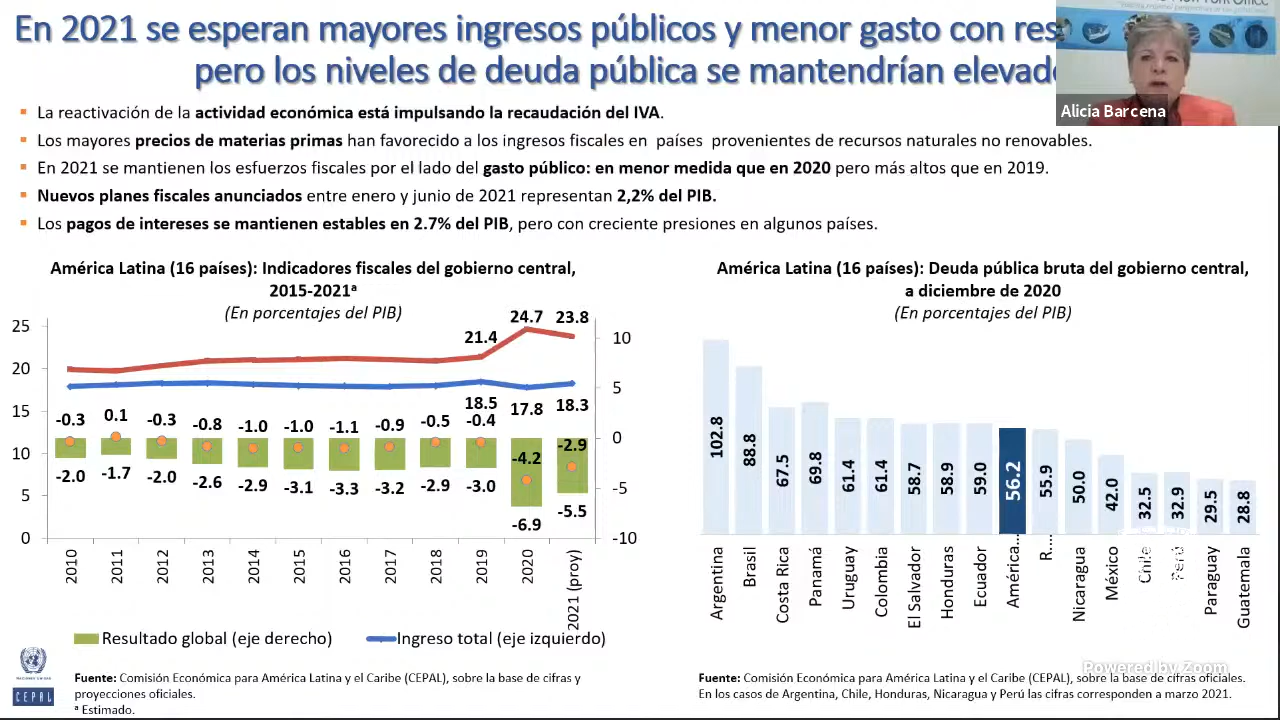 En 2021 se esperan mayores ingresos públicos y menor gasto con
pero los niveles de deuda pública se mantendrían
Alicia Barcena
La reactivación de la actividad económica está impulsando la recaudación del IVA.
Los mayores precios de materias primas han favorecido a los ingresos fiscales en países provenientes de recursos naturales no renovables.
En 2021 se mantienen los esfuerzos fiscales por el lado del gasto público: en menor medida que en 2020 pero más altos que en 2019.
Nuevos planes fiscales anunciados entre enero y junio de 2021 representan 2,2% del PIB.
Los pagos de intereses se mantienen estables en 2.7% del PIB, pero con creciente presiones en algunos países.
América Latina (16 países): Indicadores fiscales del gobierno central,
2015-2021ª
(En porcentajes del PIB)
25
20
15
10
5
0
10
5
0
-5
-10
21.4 24.7 23.8
18.5 17.8 18.3
-0.3 0.1 -0.3 -0.8 -1.0 -1.0 -1.1 -0.9 -0.5 -0.4 -4.2 -2.9
-2.0 -1.7 -2.0 -2.6 -2.9 -3.1 -3.3 -3.2 -2.9 -3.0 -6.9 -5.5
2010 2011 2012 2013 2014 2015 2016 2017 2018 2019 2020 2021 (proy)
Resultado global (eje derecho) Ingreso total (eje izquierdo)
NACIONES UNIDAS
CEPAL
Fuente: Comisión Económica para América Latina y el Caribe (CEPAL), sobre la base de cifras y
proyecciones oficiales.
ª Estimado.
América Latina (16 países): Deuda pública bruta del gobierno central,
a diciembre de 2020
(En porcentajes del PIB)
102.8 88.8 67.5 69.8 61.4 61.4 58.7 58.9 59.0 56.2 55.9 50.0 42.0 32.5 32.9 29.5 28.8
Argentina Brasil Costa Rica Panamá Uruguay Colombia El Salvador Honduras Ecuador América... R... Nicaragua México Chile Perú Paraguay Guatemala
Powered by Zoom
Fuente: Comisión Económica para América Latina y el Caribe (CEPAL), sobre la base de cifras oficiales.
En los casos de Argentina, Chile, Honduras, Nicaragua y Perú las cifras corresponden a marzo 2021.